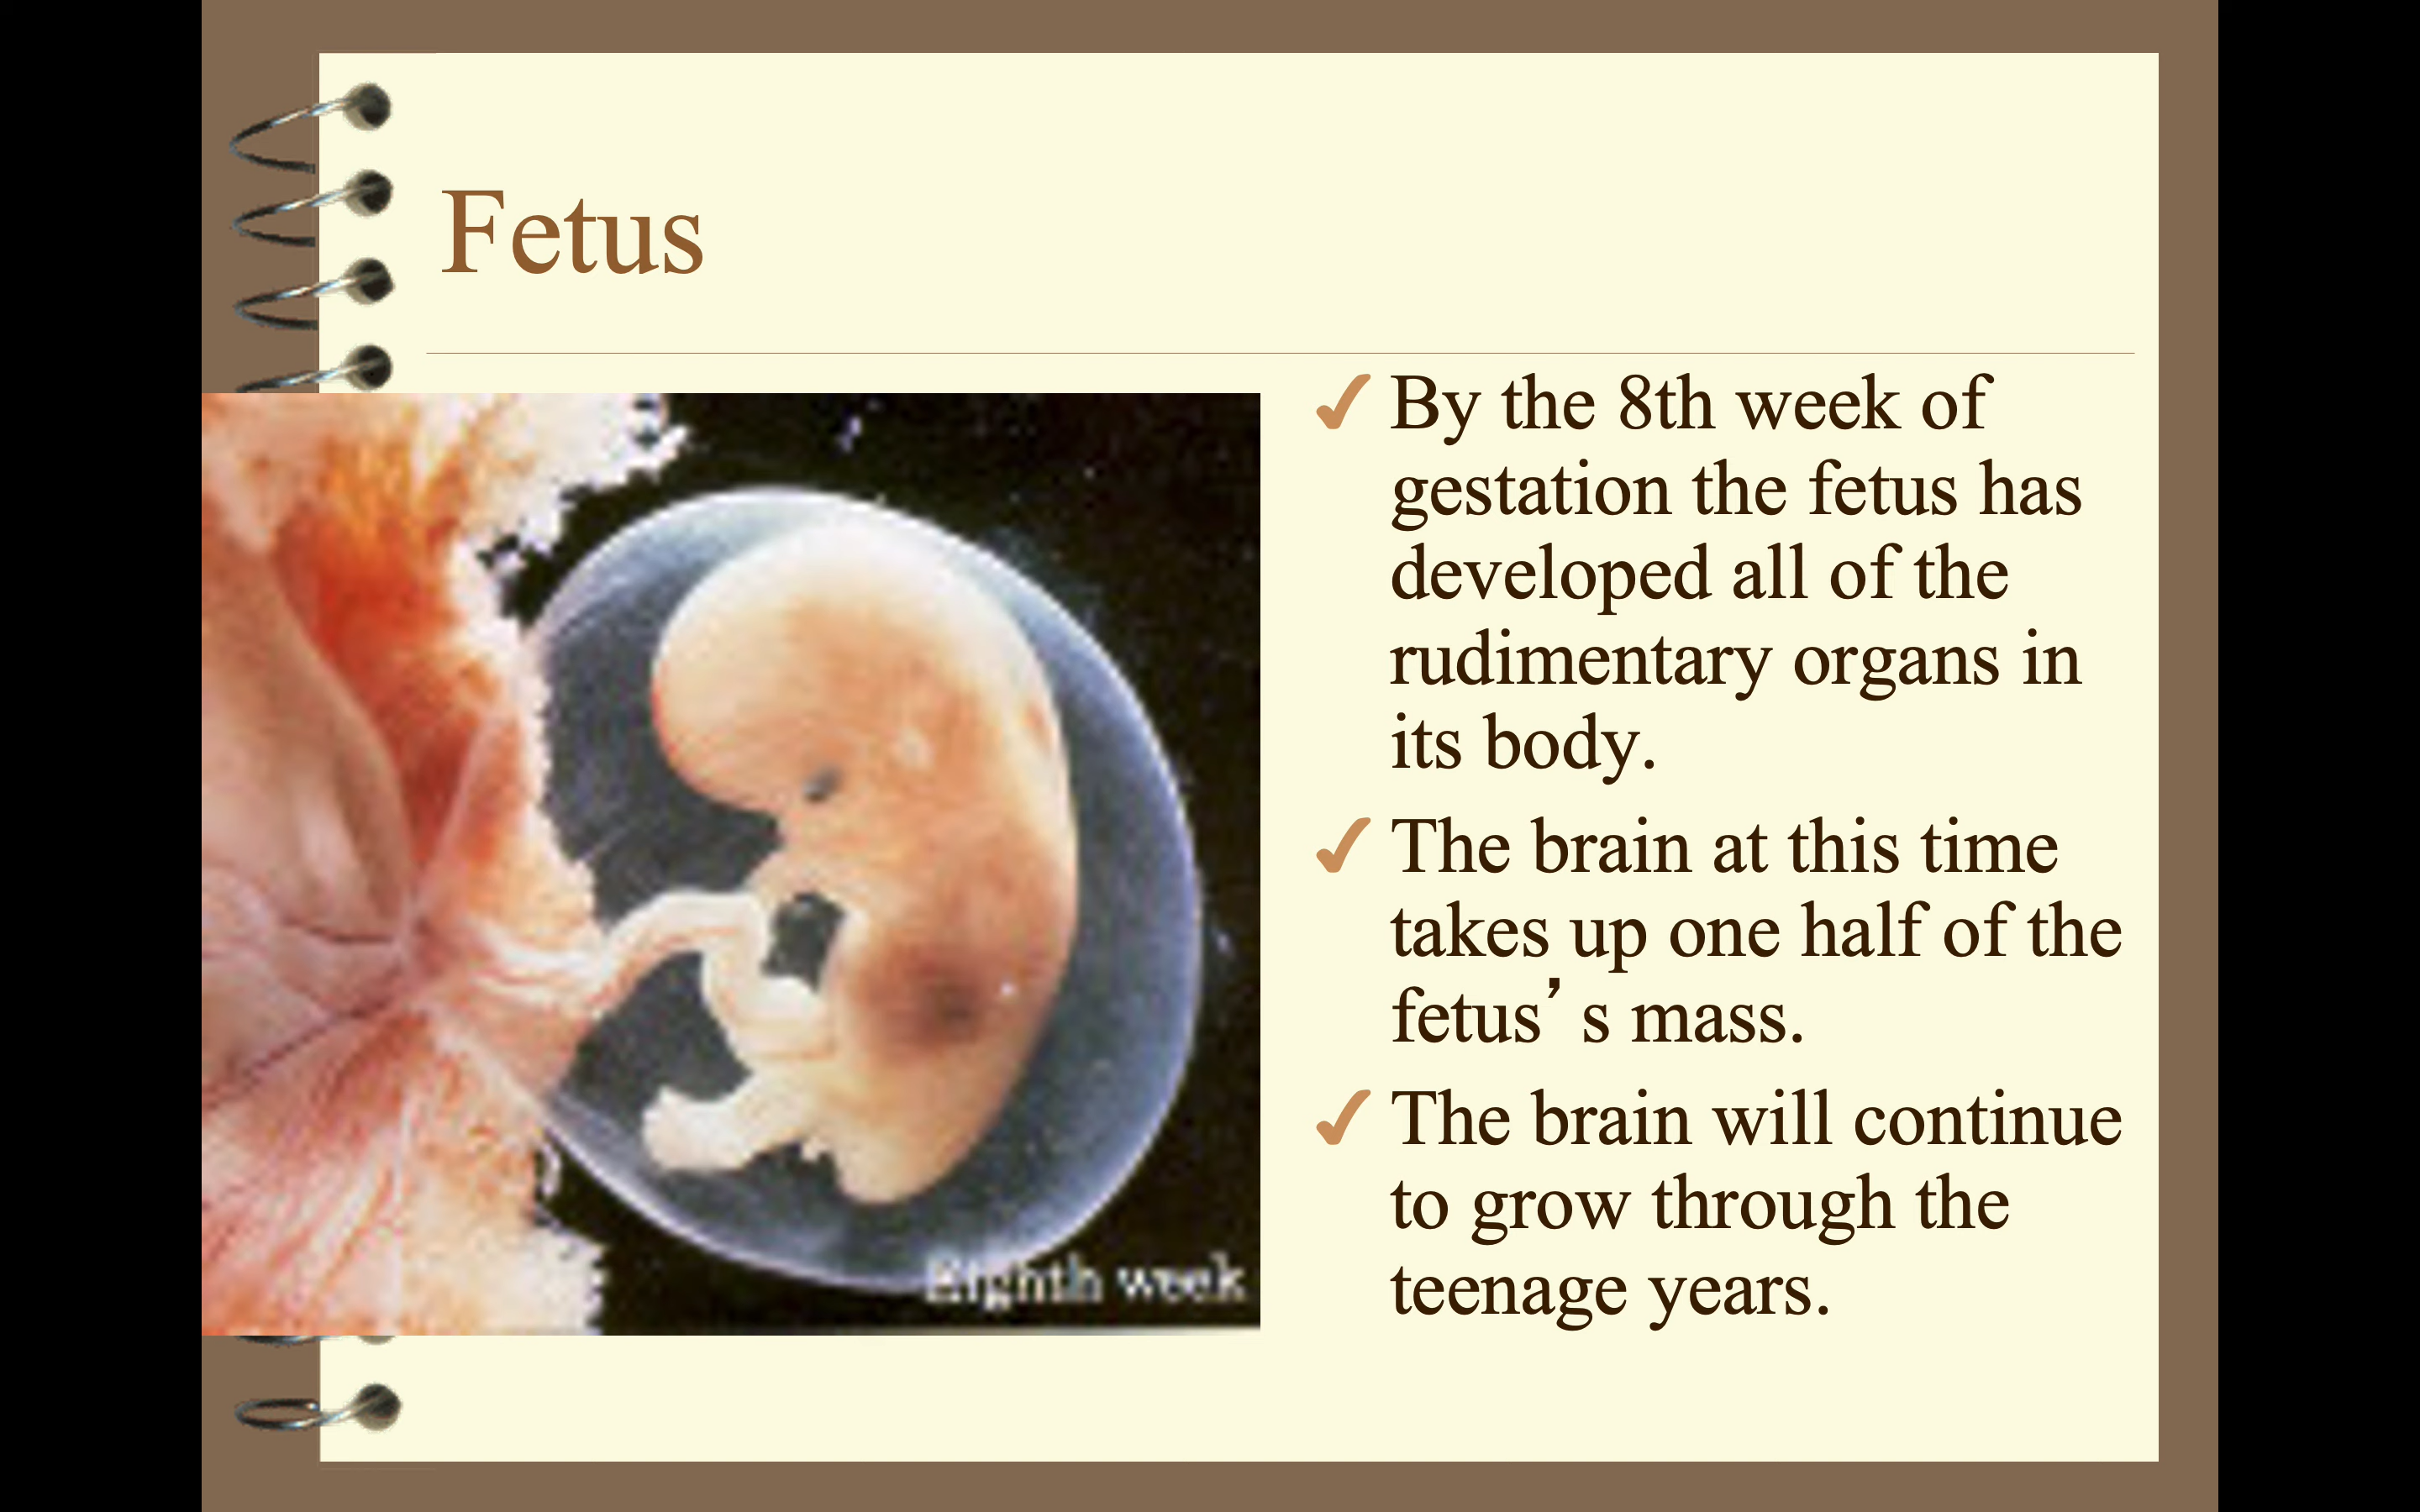 Fetus
✓ By the 8th week of
gestation the fetus has
developed all of the
rudimentary organs in
its body.
✓ The brain at this time
takes up one half of the
fetus’s mass.
✓ The brain will continue
to grow through the
teenage years.
Eighth week